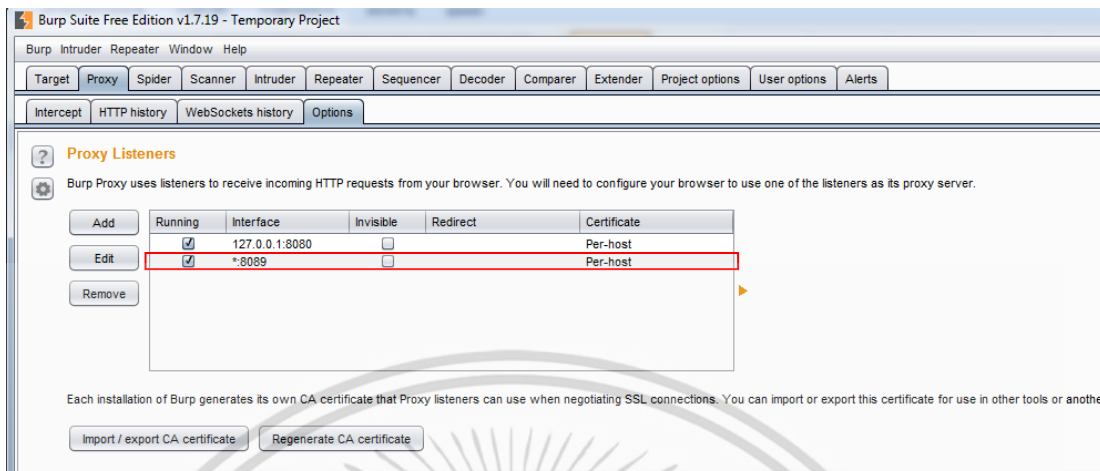 Burp Suite Free Edition v1.7.19 - Temporary Project
Burp Intruder Repeater Window Help
Target Proxy Spider Scanner Intruder Repeater Sequencer Decoder Comparer Extender Project options User options Alerts
Intercept HTTP history WebSockets history Options
? Proxy Listeners
Burp Proxy uses listeners to receive incoming HTTP requests from your browser. You will need to configure your browser to use one of the listeners as its proxy server.
Add Running Interface Invisible Redirect Certificate
127.0.0.1:8080 Per-host
Edit *:8089 Per-host
Remove
Each installation of Burp generates its own CA certificate that Proxy listeners can use when negotiating SSL connections. You can import or export this certificate for use in other tools or anothe
Import / export CA certificate Regenerate CA certificate